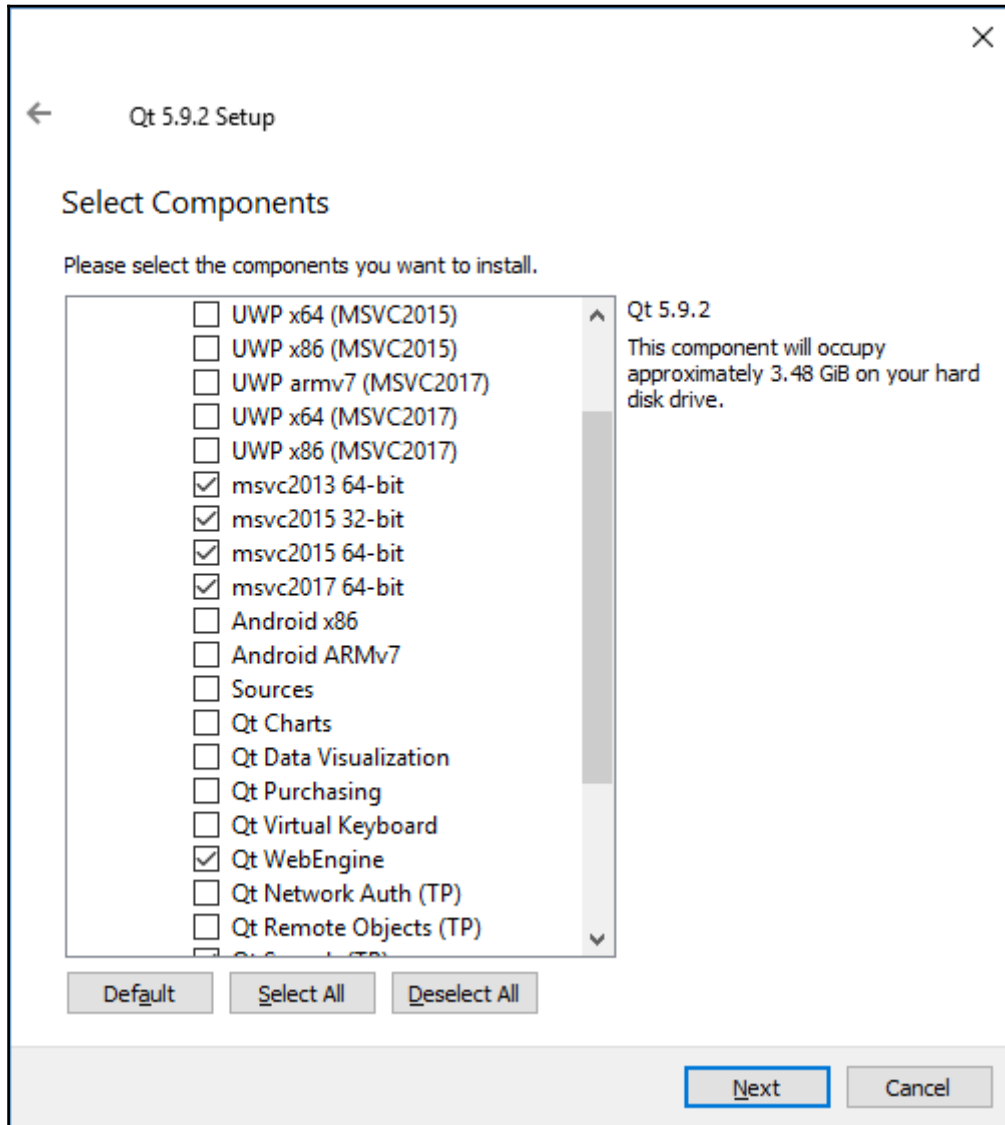 Qt 5.9.2 Setup
Select Components
Please select the components you want to install.
UWP x64 (MSVC2015)
UWP x86 (MSVC2015)
UWP armv7 (MSVC2017)
UWP x64 (MSVC2017)
UWP x86 (MSVC2017)
msvc2013 64-bit
msvc2015 32-bit
msvc2015 64-bit
msvc2017 64-bit
Android x86
Android ARMv7
Sources
Qt Charts
Qt Data Visualization
Qt Purchasing
Qt Virtual Keyboard
Qt WebEngine
Qt Network Auth (TP)
Qt Remote Objects (TP)
Qt 5.9.2
This component will occupy
approximately 3.48 GiB on your hard
disk drive.
Default
Select All
Deselect All
Next
Cancel